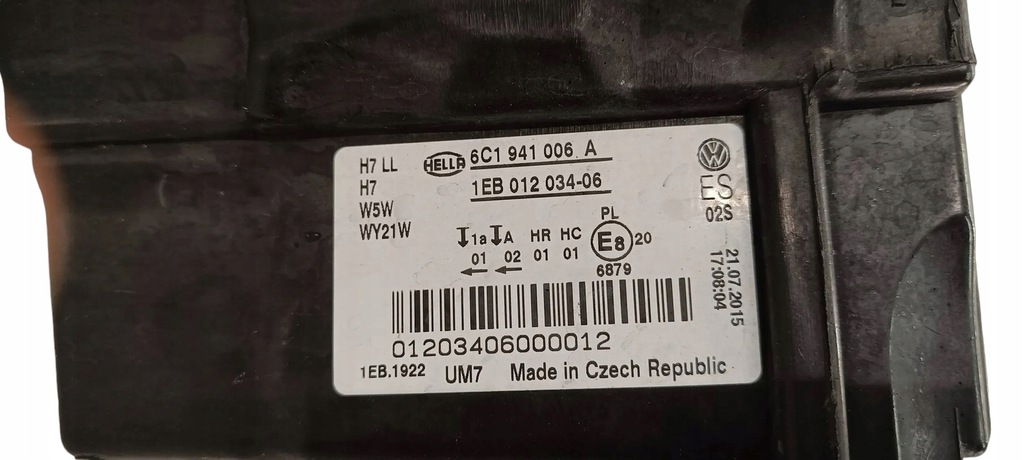 H7 LL
H7
W5W
WY21W
HELLA 6C1 941 006 A
1EB 012 034-06
VW
ES
02S
1a A HR HC
01 02 01 01
PL
E8 20
6879
21.07.2015
17:08:04
01203406000012
1EB.1922 UM7 Made in Czech Republic